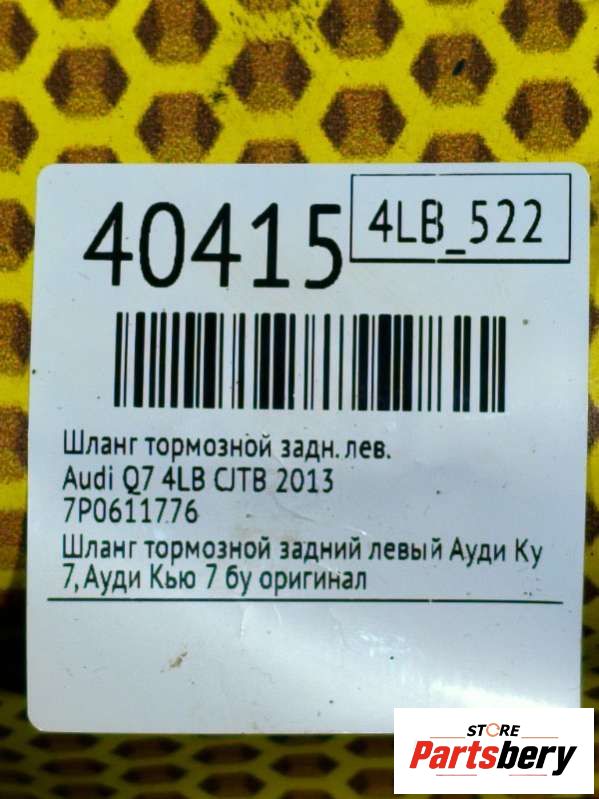 40415
4LB_522
Шланг тормозной задн. лев.
Audi Q7 4LB CJTB 2013
7P0611776
Шланг тормозной задний левый Ауди Ку
7, Ауди Кью 7 бу оригинал
STORE
Partsbery